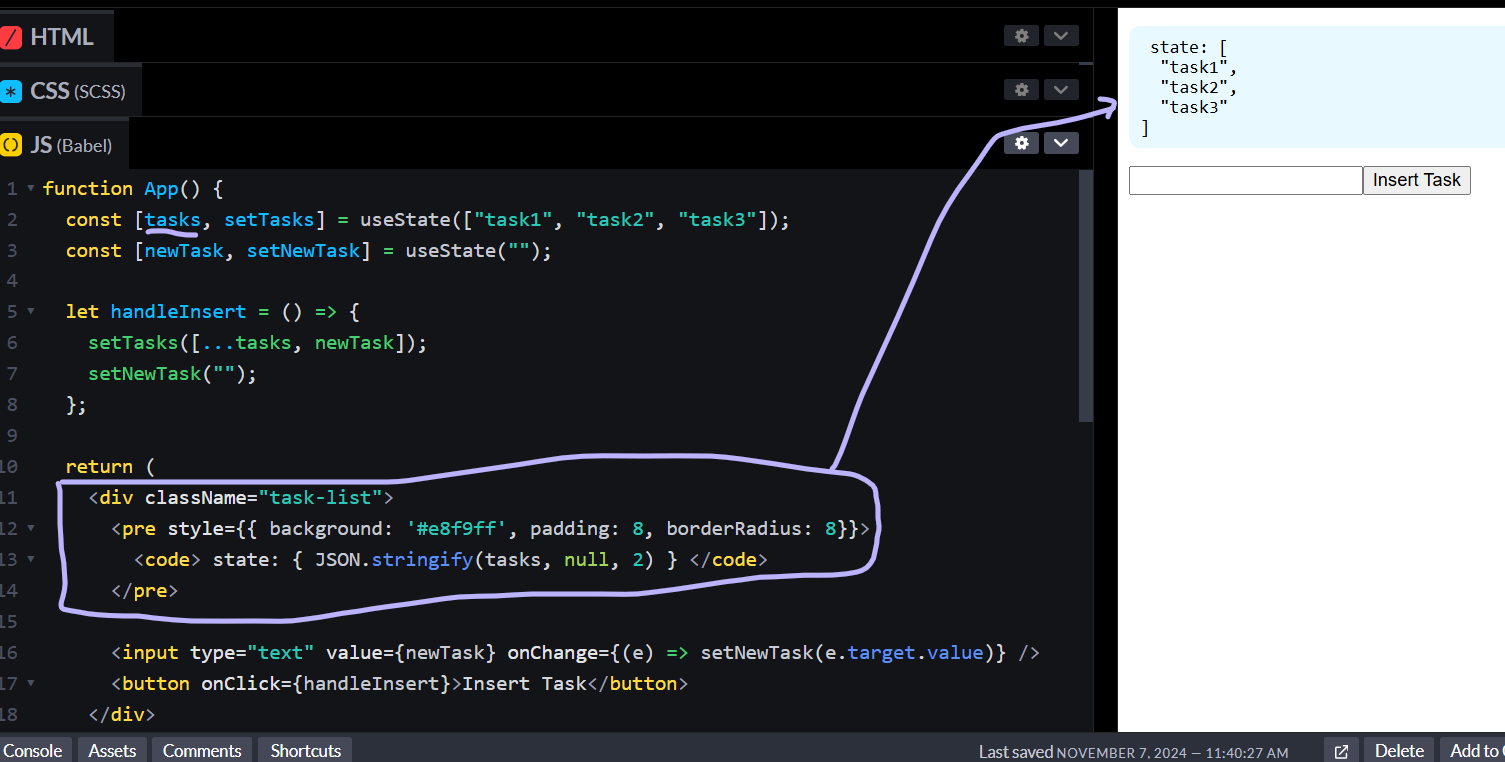 HTML
CSS (SCSS)
JS (Babel)
1 function App() {
2 const [tasks, setTasks] = useState(["task1", "task2", "task3"]);
3 const [newTask, setNewTask] = useState("");
4
5 let handleInsert = () => {
6 setTasks([...tasks, newTask]);
7 setNewTask("");
8 };
9
10 return (
11 <div className="task-list">
12 <pre style={{ background: '#e8f9ff', padding: 8, borderRadius: 8}}>
13 <code> state: { JSON.stringify(tasks, null, 2) } </code>
14 </pre>
15
16 <input type="text" value={newTask} onChange={(e) => setNewTask(e.target.value)} />
17 <button onClick={handleInsert}>Insert Task</button>
18 </div>
state: [
"task1",
"task2",
"task3"
]
Insert Task
Console Assets Comments Shortcuts Last saved NOVEMBER 7, 2024 — 11:40:27 AM Delete Add to